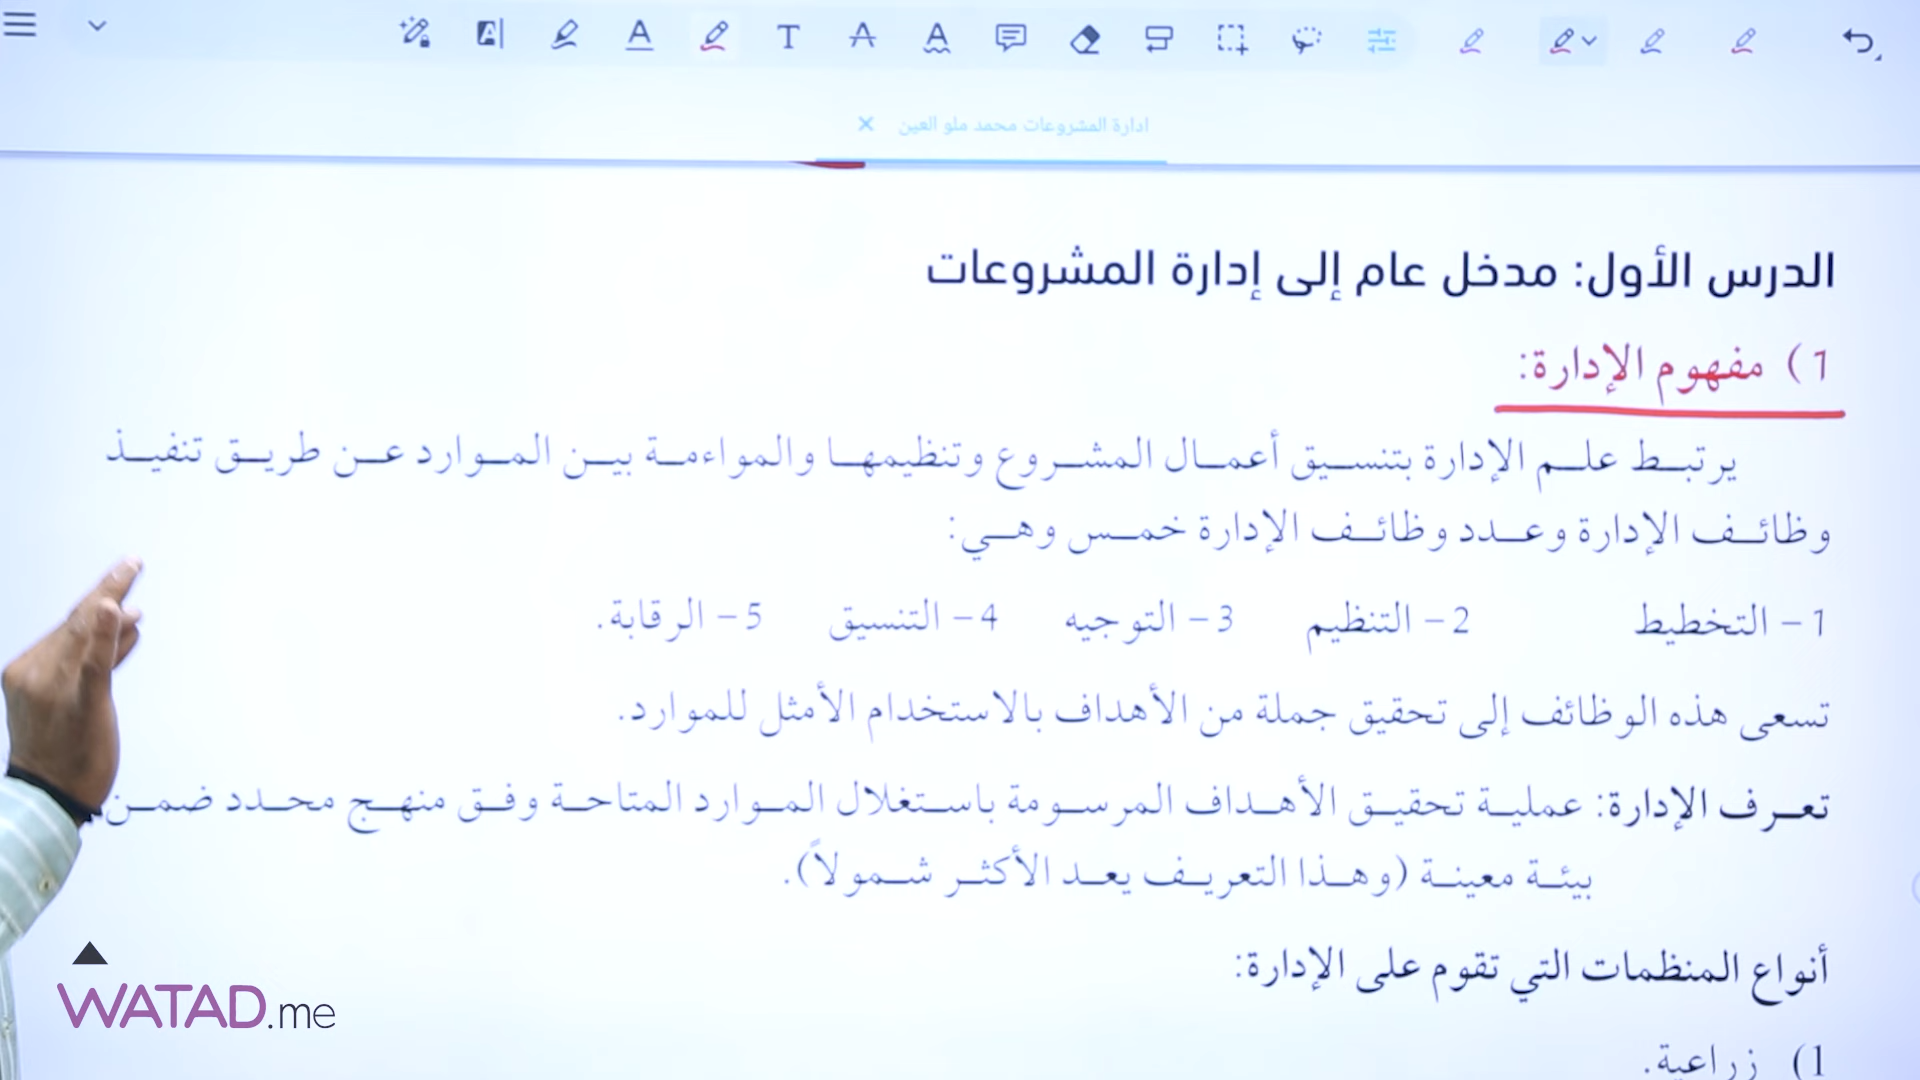 ادارة المشروعات محمد ملو العين
الدرس الأول: مدخل عام إلى إدارة المشروعات
1) مفهوم الإدارة:
يرتبط علم الإدارة بتنسيق أعمال المشروع وتنظيمها والمواءمة بين الموارد عن طريق تنفيذ
وظائف الإدارة وعدد وظائف الإدارة خمس وهي:
1- التخطيط 2- التنظيم 3- التوجيه 4- التنسيق 5- الرقابة.
تسعى هذه الوظائف إلى تحقيق جملة من الأهداف بالاستخدام الأمثل للموارد.
تعرف الإدارة: عملية تحقيق الأهداف المرسومة باستغلال الموارد المتاحة وفق منهج محدد ضمن
بيئة معينة (وهذا التعريف يعد الأكثر شمولاً).
أنواع المنظمات التي تقوم على الإدارة:
1) زراعية.
WATAD.me